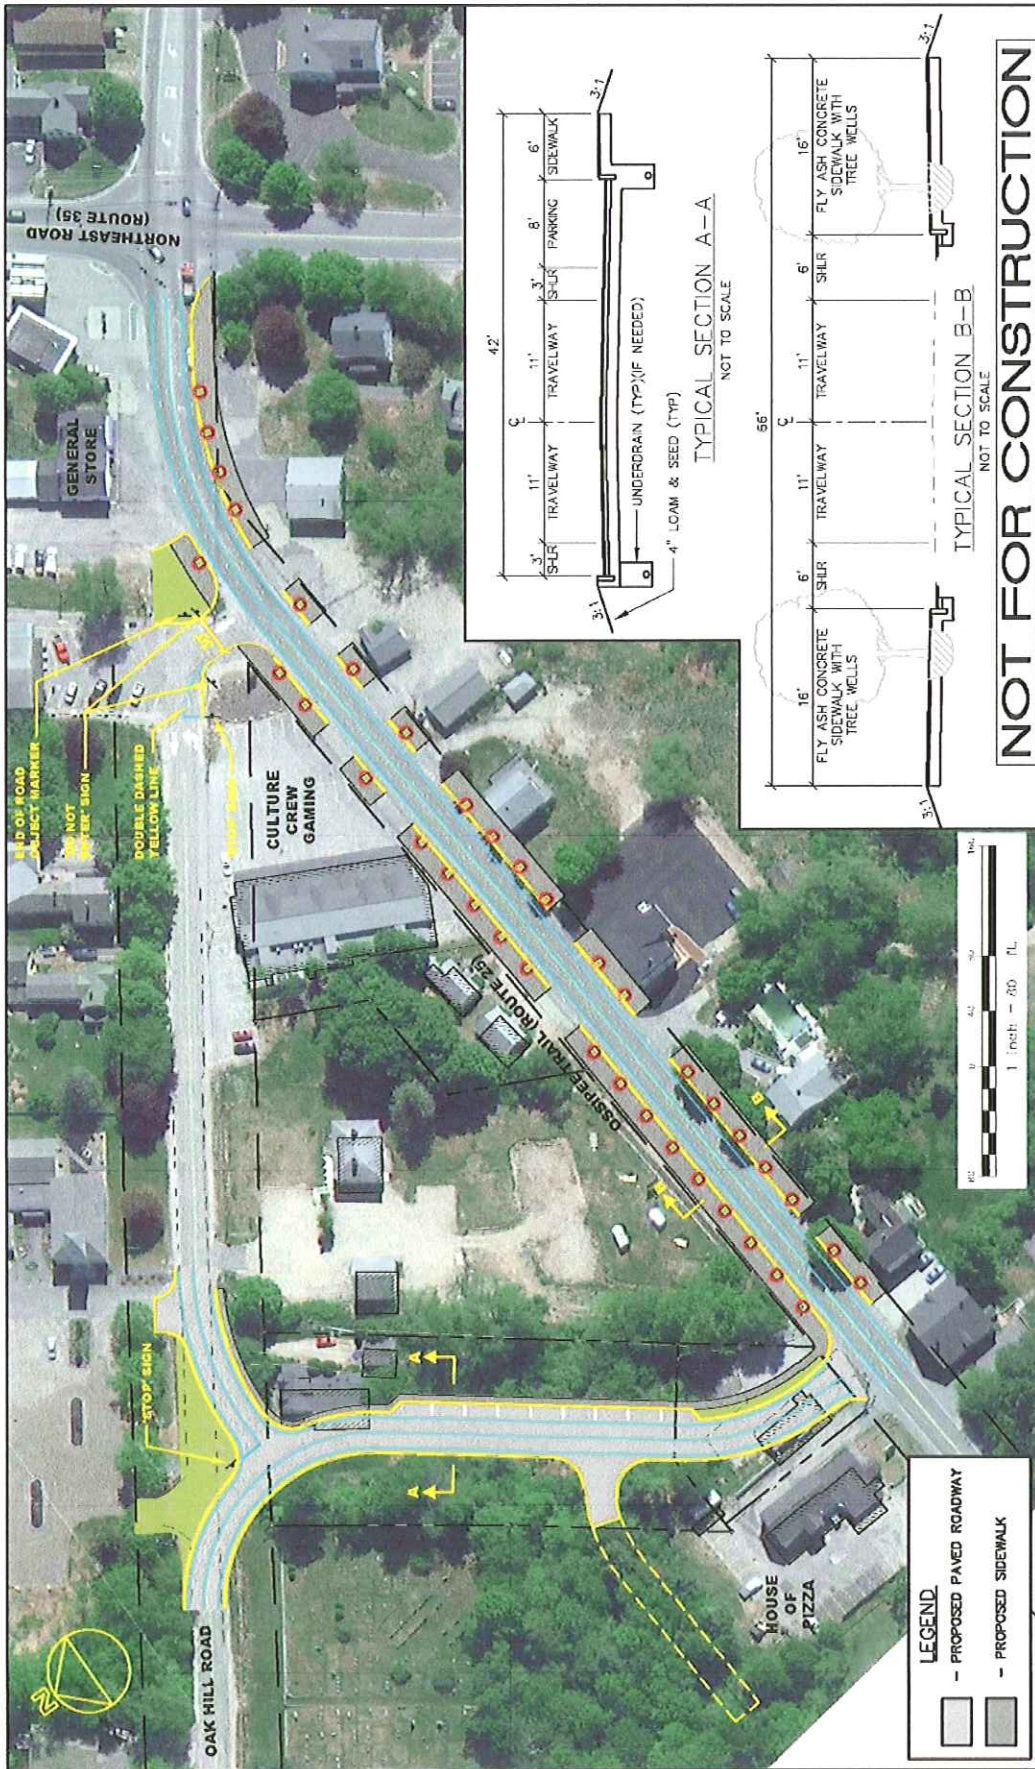 NORTHEAST ROAD
(ROUTE 35)
GENERAL
STORE
END OF ROAD
OBJECT MARKER
DO NOT
ENTER SIGN
DOUBLE DASHED
YELLOW LINE
CULTURE
CREW
GAMING
OSSIPEE TRAIL (ROUTE 25)
STOP SIGN
B
B
A
A
N
OAK HILL ROAD
HOUSE
OF
PIZZA
LEGEND
- PROPOSED PAVED ROADWAY
- PROPOSED SIDEWALK
1 Inch = 80 ft.
42'
3'
SHLR
11'
TRAVELWAY
11'
TRAVELWAY
3'
SHLR
8'
PARKING
6'
SIDEWALK
3:1
3:1
UNDERDRAIN (TYP)(IF NEEDED)
4" LOAM & SEED (TYP)
TYPICAL SECTION A-A
NOT TO SCALE
66'
16'
FLY ASH CONCRETE
SIDEWALK WITH
TREE WELLS
6'
SHLR
11'
TRAVELWAY
11'
TRAVELWAY
6'
SHLR
16'
FLY ASH CONCRETE
SIDEWALK WITH
TREE WELLS
3:1
3:1
TYPICAL SECTION B-B
NOT TO SCALE
NOT FOR CONSTRUCTION